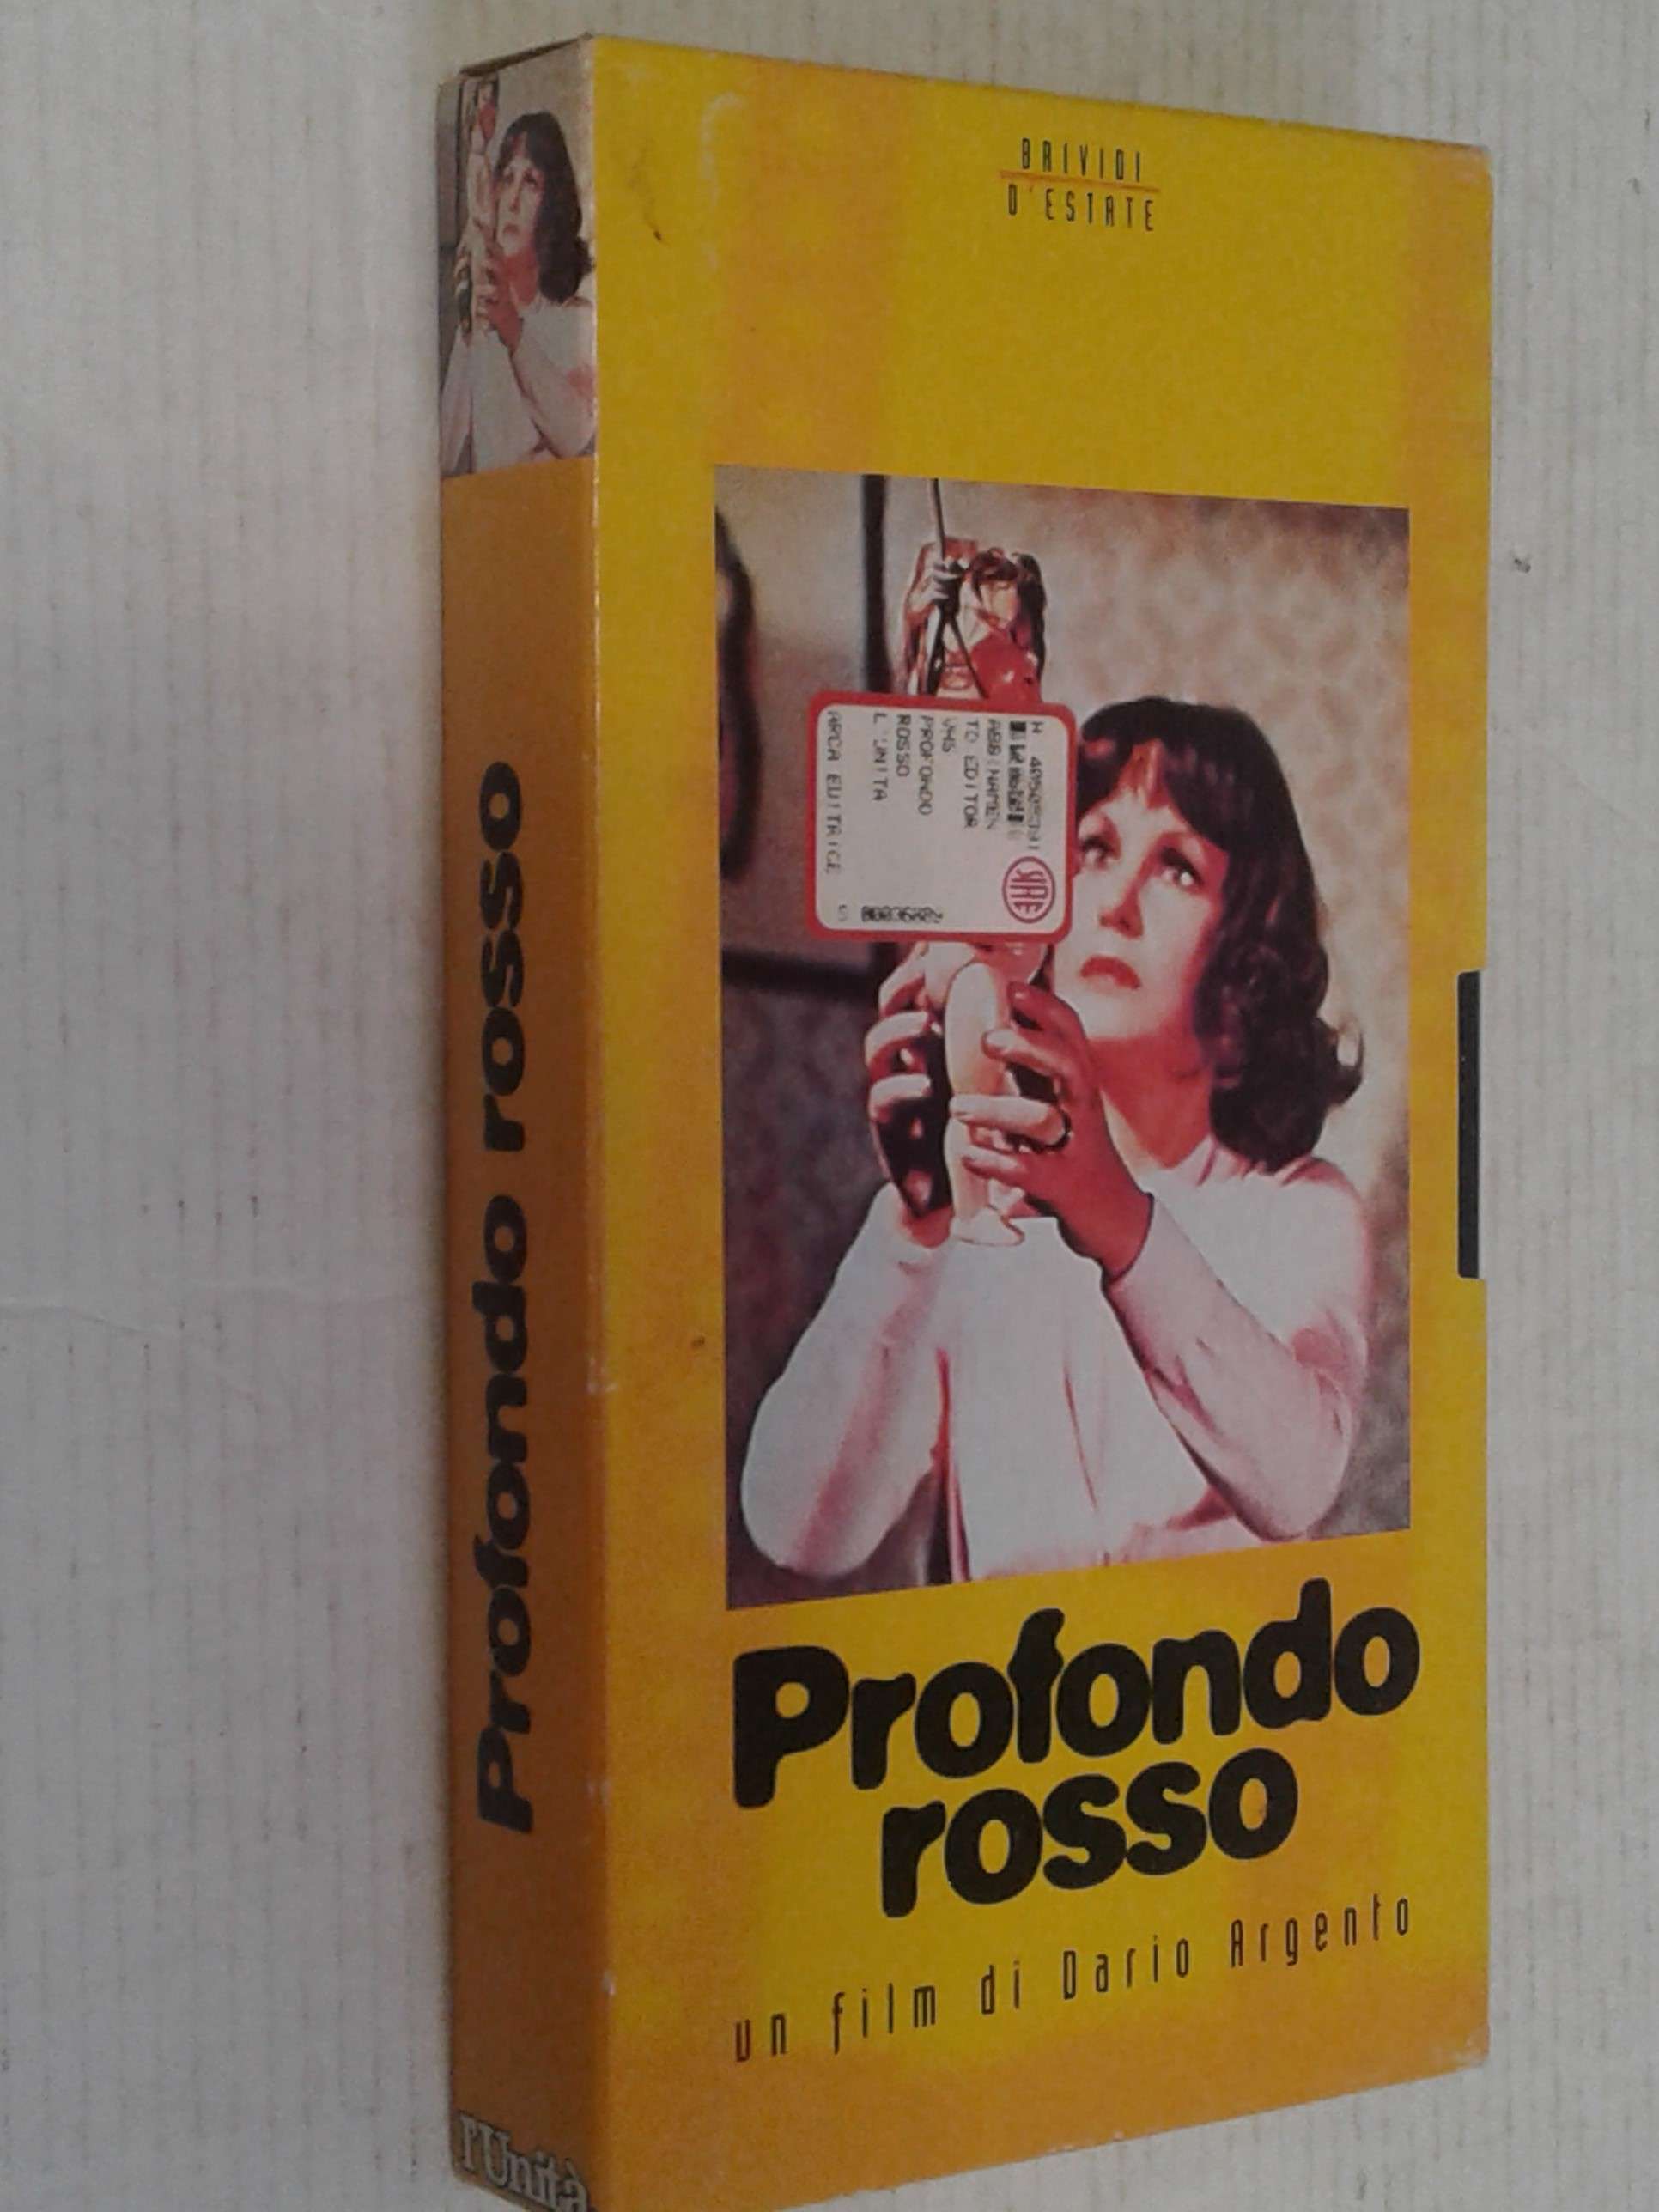 BRIVIDI
D'ESTATE
TO EDITOR
VHS
PROFONDO
ROSSO
L'UNITA
ARCA EDITRICE
SIAE
Profondo
rosso
un film di Dario Argento
Profondo rosso
l'Unità